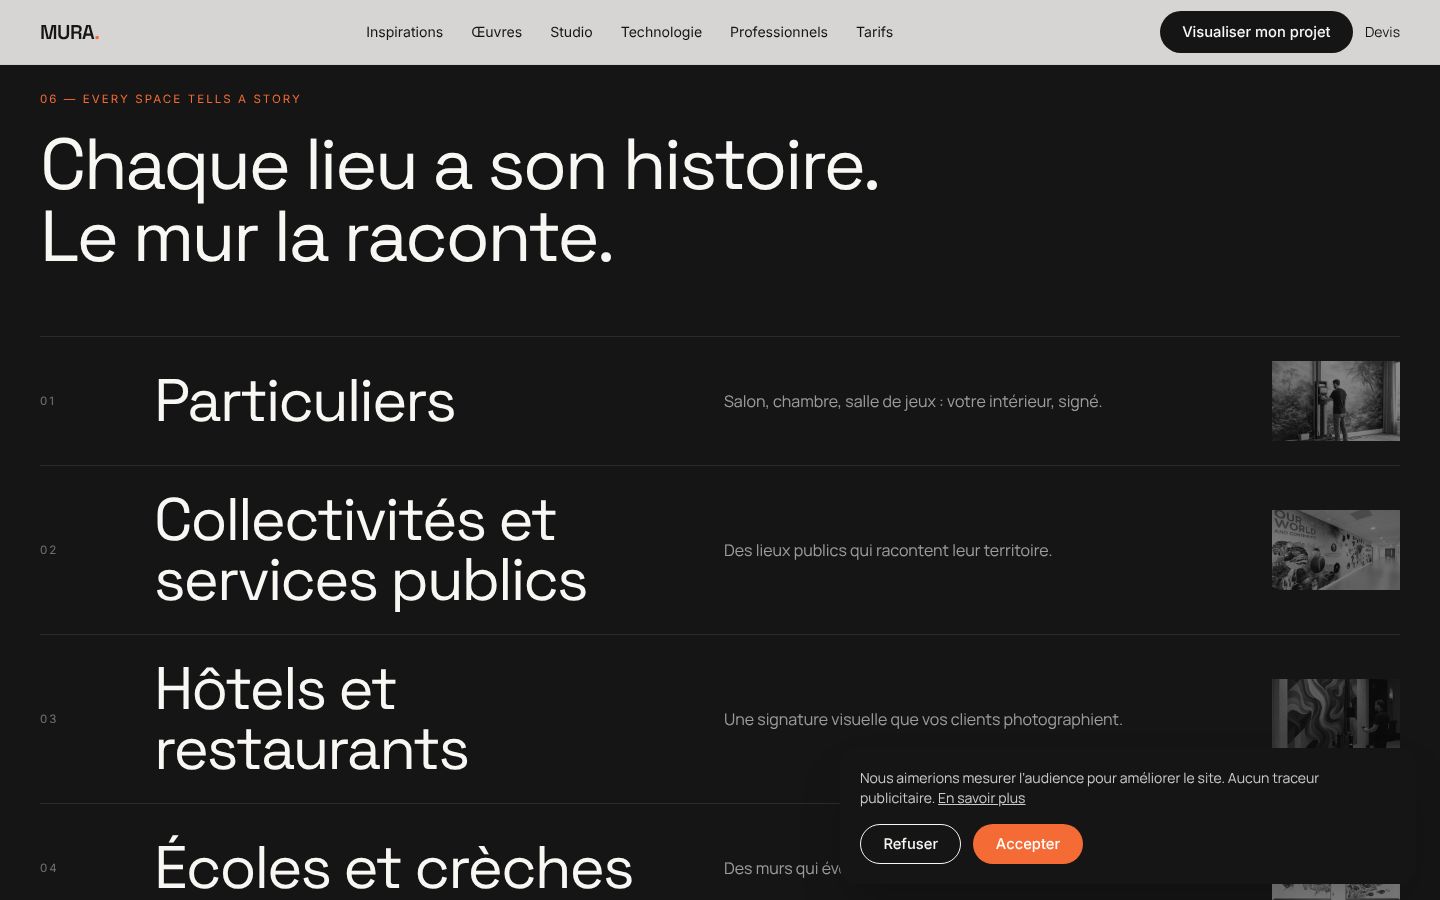 MURA.
Inspirations
Œuvres
Studio
Technologie
Professionnels
Tarifs
Visualiser mon projet
Devis
06 — EVERY SPACE TELLS A STORY
Chaque lieu a son histoire.
Le mur la raconte.
01
Particuliers
Salon, chambre, salle de jeux : votre intérieur, signé.
02
Collectivités et
services publics
Des lieux publics qui racontent leur territoire.
OUR
WORLD
03
Hôtels et
restaurants
Une signature visuelle que vos clients photographient.
04
Écoles et crèches
Des murs qui
Nous aimerions mesurer l'audience pour améliorer le site. Aucun traceur
publicitaire. En savoir plus
Refuser
Accepter